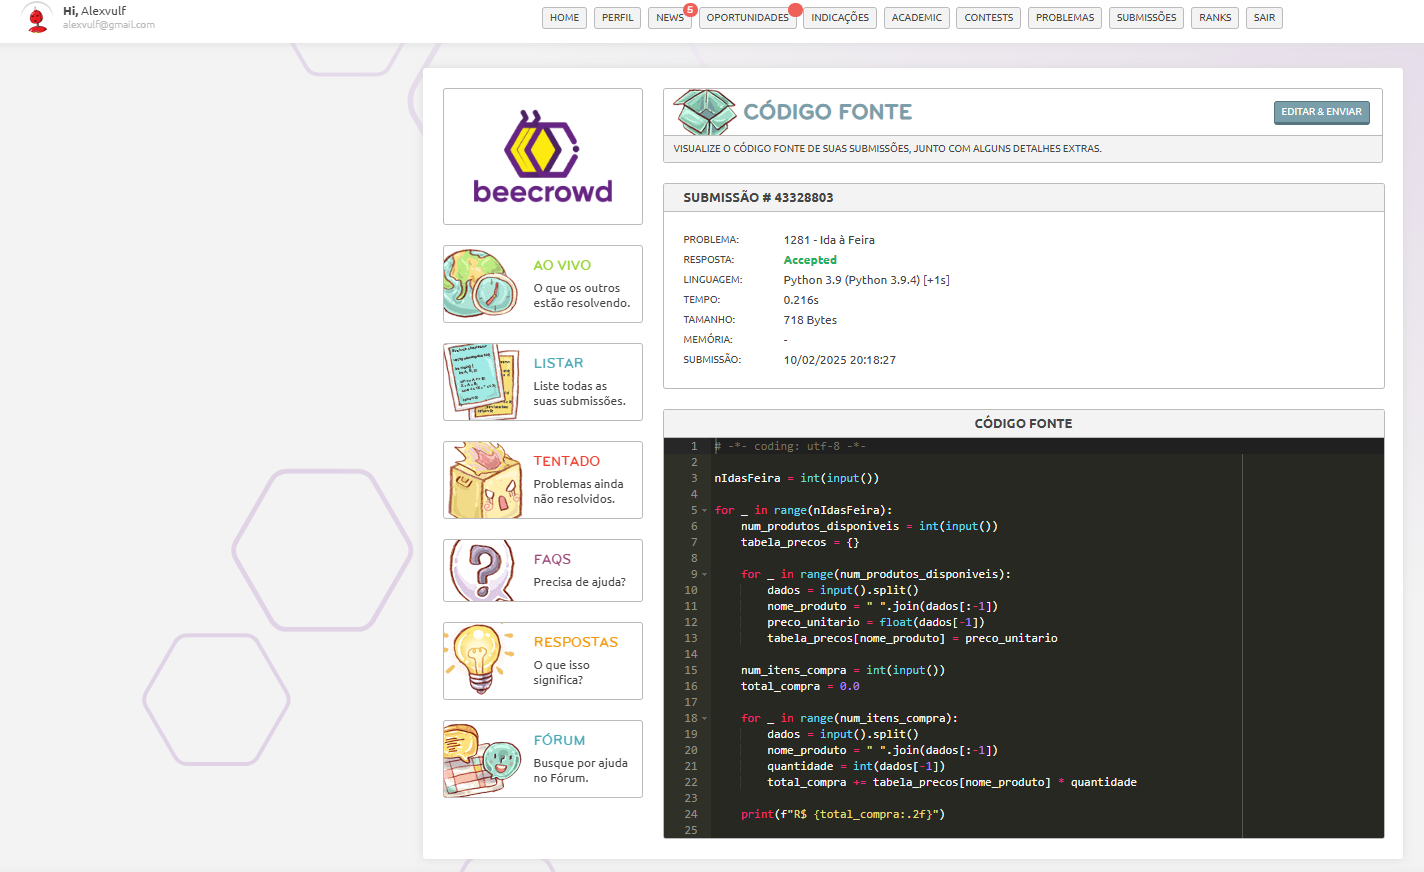 Hi, Alexvulf
alexvulf@gmail.com
HOME PERFIL NEWS 5 OPORTUNIDADES INDICAÇÕES ACADEMIC CONTESTS PROBLEMAS SUBMISSÕES RANKS SAIR
beecrowd
AO VIVO
O que os outros
estão resolvendo.
LISTAR
Liste todas as
suas submissões.
TENTADO
Problemas ainda
não resolvidos.
FAQS
Precisa de ajuda?
RESPOSTAS
O que isso
significa?
FÓRUM
Busque por ajuda
no Fórum.
CÓDIGO FONTE
EDITAR & ENVIAR
VISUALIZE O CÓDIGO FONTE DE SUAS SUBMISSÕES, JUNTO COM ALGUNS DETALHES EXTRAS.
SUBMISSÃO # 43328803
PROBLEMA: 1281 - Ida à Feira
RESPOSTA: Accepted
LINGUAGEM: Python 3.9 (Python 3.9.4) [+1s]
TEMPO: 0.216s
TAMANHO: 718 Bytes
MEMÓRIA: -
SUBMISSÃO: 10/02/2025 20:18:27
CÓDIGO FONTE
1 # -*- coding: utf-8 -*-
2
3 nIdasFeira = int(input())
4
5 for _ in range(nIdasFeira):
6     num_produtos_disponiveis = int(input())
7     tabela_precos = {}
8
9     for _ in range(num_produtos_disponiveis):
10         dados = input().split()
11         nome_produto = " ".join(dados[:-1])
12         preco_unitario = float(dados[-1])
13         tabela_precos[nome_produto] = preco_unitario
14
15     num_itens_compra = int(input())
16     total_compra = 0.0
17
18     for _ in range(num_itens_compra):
19         dados = input().split()
20         nome_produto = " ".join(dados[:-1])
21         quantidade = int(dados[-1])
22         total_compra += tabela_precos[nome_produto] * quantidade
23
24     print(f"R$ {total_compra:.2f}")
25